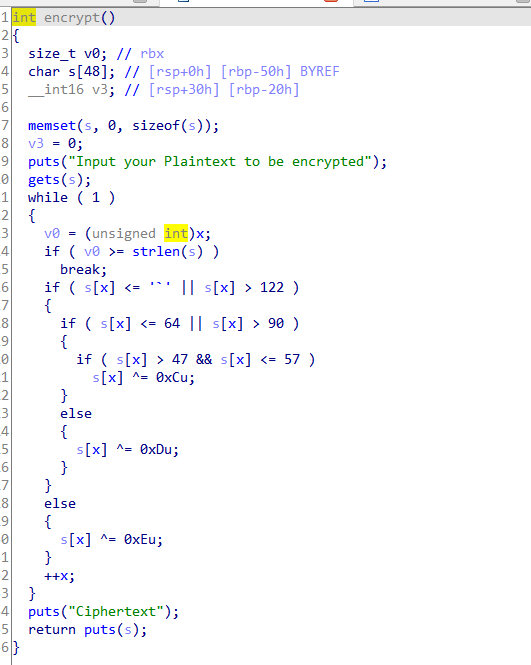 1 int encrypt()
2 {
3 size_t v0; // rbx
4 char s[48]; // [rsp+0h] [rbp-50h] BYREF
5 __int16 v3; // [rsp+30h] [rbp-20h]
6
7 memset(s, 0, sizeof(s));
8 v3 = 0;
9 puts("Input your Plaintext to be encrypted");
0 gets(s);
1 while ( 1 )
2 {
3 v0 = (unsigned int)x;
4 if ( v0 >= strlen(s) )
5 break;
6 if ( s[x] <= '`' || s[x] > 122 )
7 {
8 if ( s[x] <= 64 || s[x] > 90 )
9 {
0 if ( s[x] > 47 && s[x] <= 57 )
1 s[x] ^= 0xCu;
2 }
3 else
4 {
5 s[x] ^= 0xDu;
6 }
7 }
8 else
9 {
0 s[x] ^= 0xEu;
1 }
2 ++x;
3 }
4 puts("Ciphertext");
5 return puts(s);
6 }